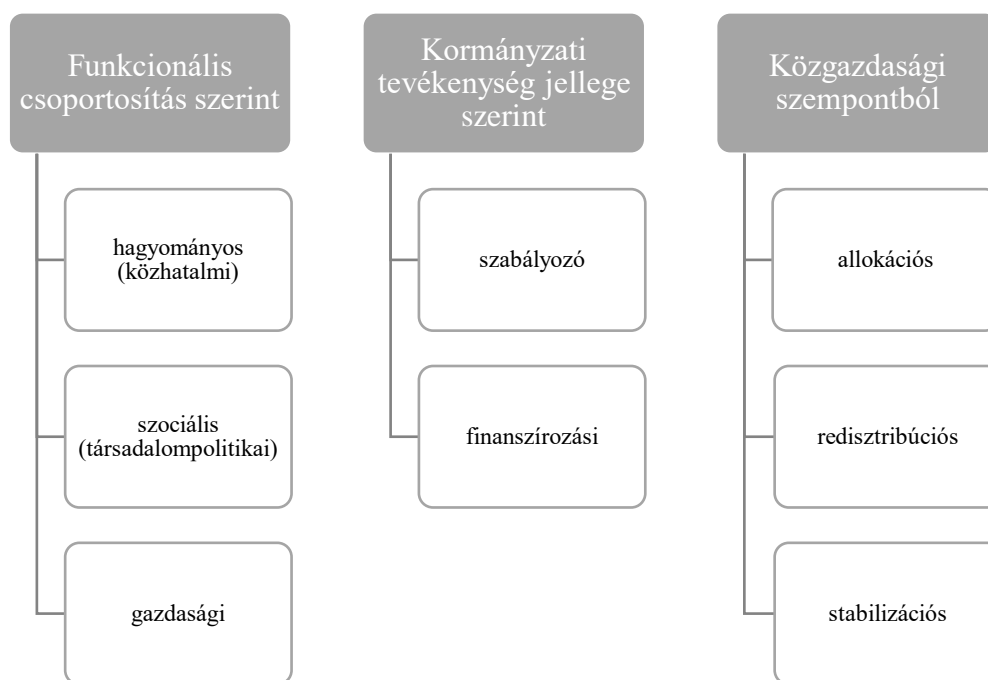 Funkcionális
csoportosítás szerint
hagyományos
(közhatalmi)
szociális
(társadalompolitikai)
gazdasági
Kormányzati
tevékenység jellege
szerint
szabályozó
finanszírozási
Közgazdasági
szempontból
allokációs
redisztribúciós
stabilizációs